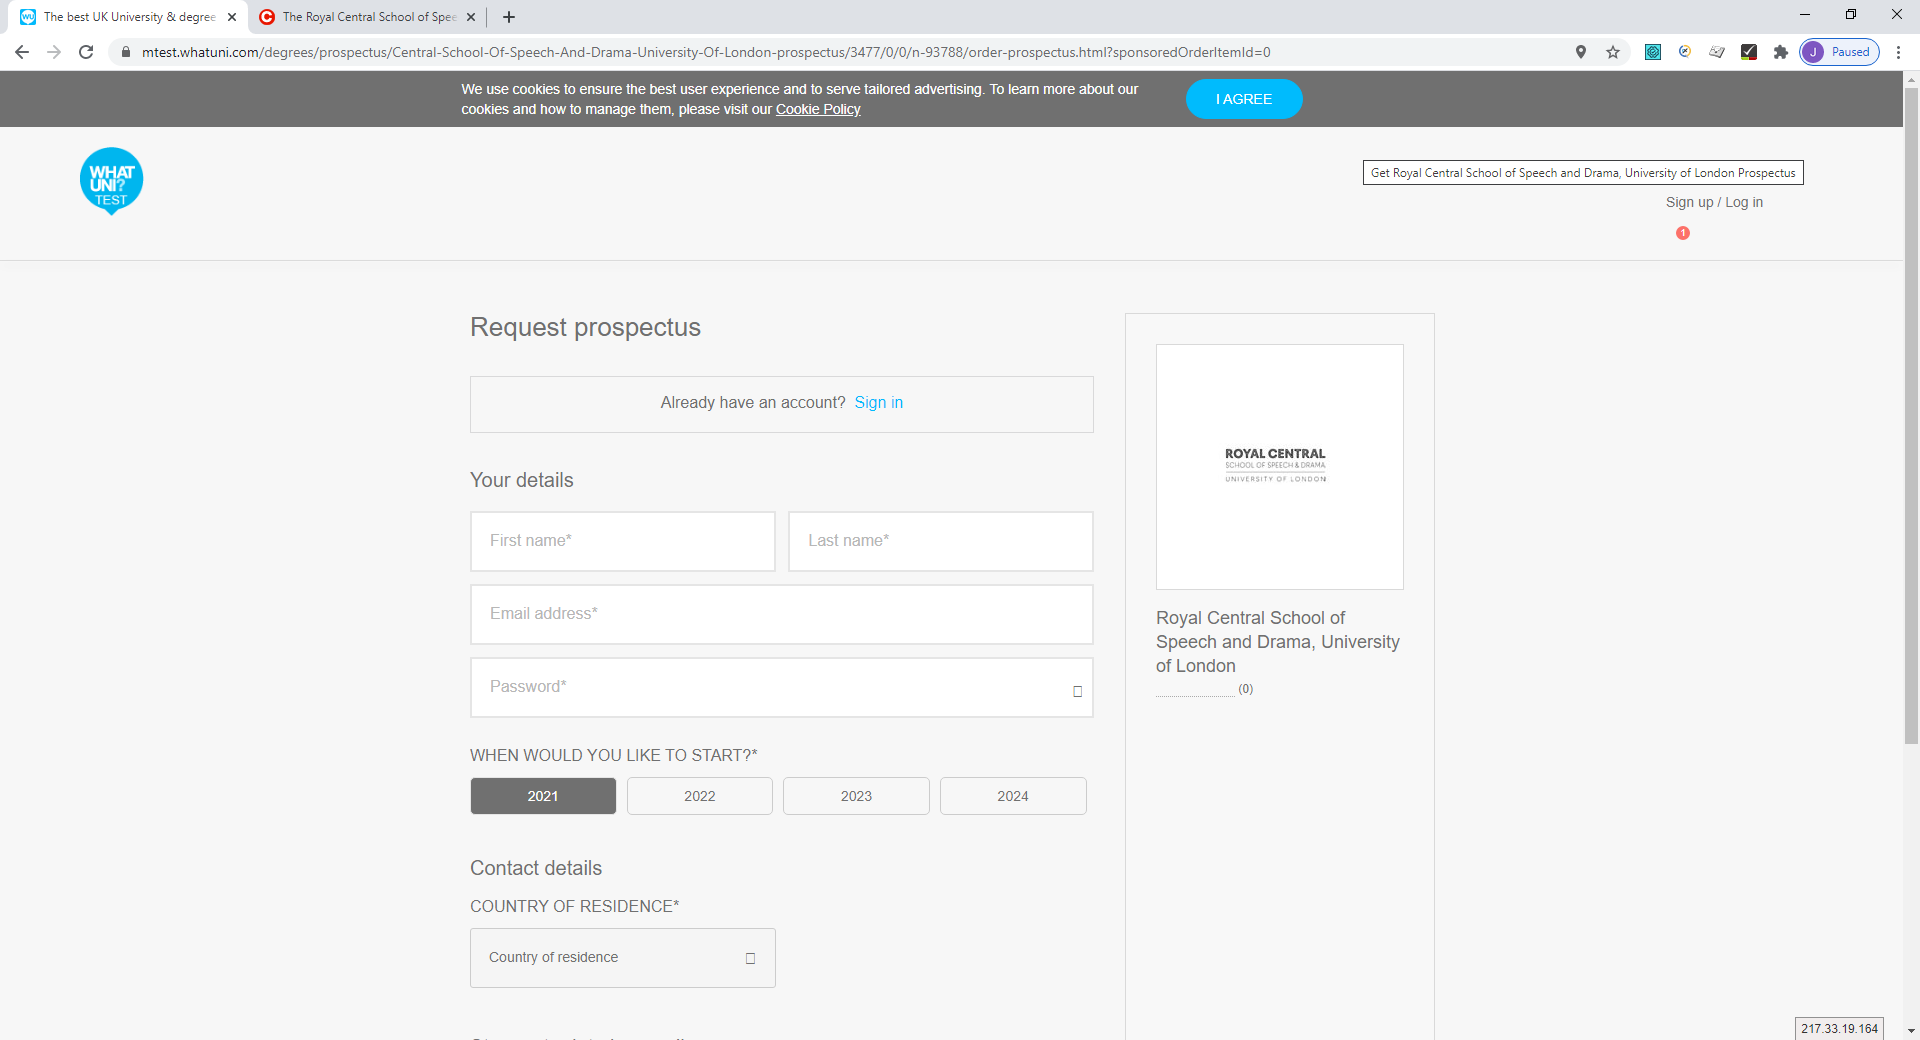 The best UK University & degree
The Royal Central School of Spee
J Paused
mtest.whatuni.com/degrees/prospectus/Central-School-Of-Speech-And-Drama-University-Of-London-prospectus/3477/0/0/n-93788/order-prospectus.html?sponsoredOrderItemId=0
We use cookies to ensure the best user experience and to serve tailored advertising. To learn more about our
cookies and how to manage them, please visit our Cookie Policy
I AGREE
WHAT
UNI?
TEST
Get Royal Central School of Speech and Drama, University of London Prospectus
Sign up / Log in
1
Request prospectus
Already have an account? Sign in
Your details
First name*
Last name*
Email address*
Password*
WHEN WOULD YOU LIKE TO START?*
2021
2022
2023
2024
Contact details
COUNTRY OF RESIDENCE*
Country of residence
ROYAL CENTRAL
SCHOOL OF SPEECH & DRAMA
UNIVERSITY OF LONDON
Royal Central School of
Speech and Drama, University
of London
(0)
217.33.19.164